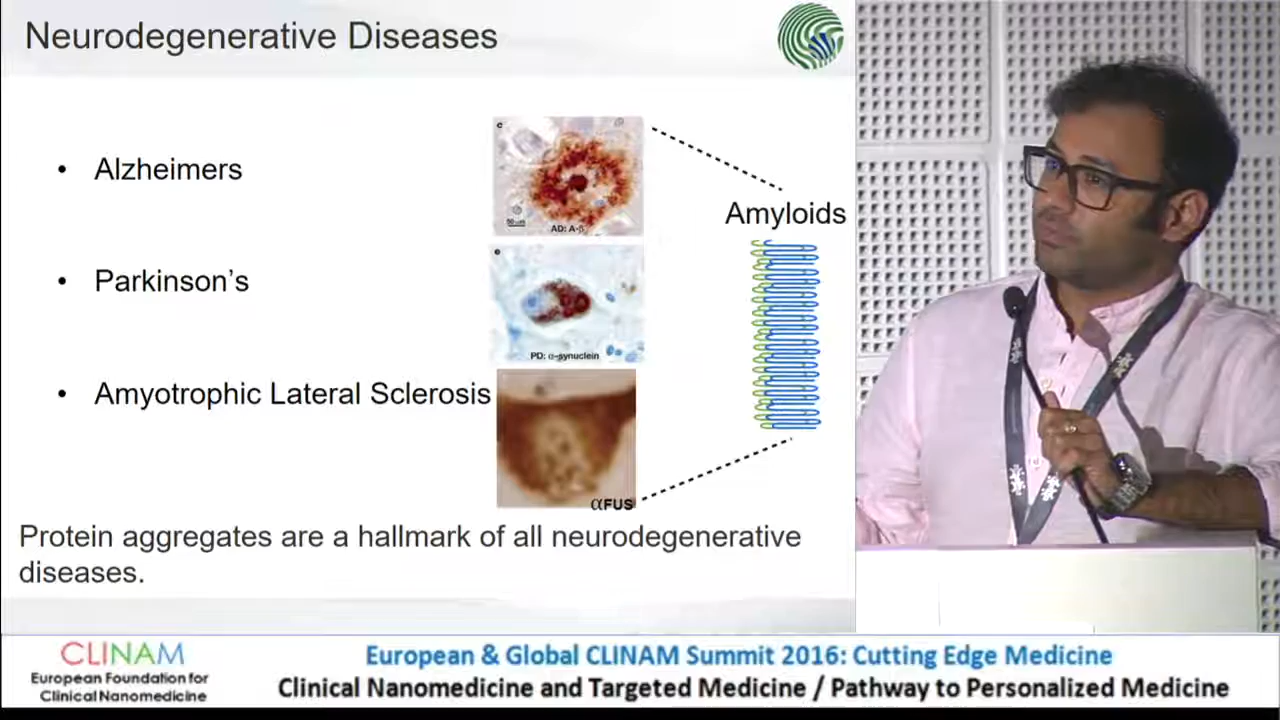 Neurodegenerative Diseases
• Alzheimers
• Parkinson's
• Amyotrophic Lateral Sclerosis
c
50 um
AD: A-β
e
PD: α-synuclein
αFUS
Amyloids
Protein aggregates are a hallmark of all neurodegenerative
diseases.
CLINAM
European Foundation for
Clinical Nanomedicine
European & Global CLINAM Summit 2016: Cutting Edge Medicine
Clinical Nanomedicine and Targeted Medicine / Pathway to Personalized Medicine